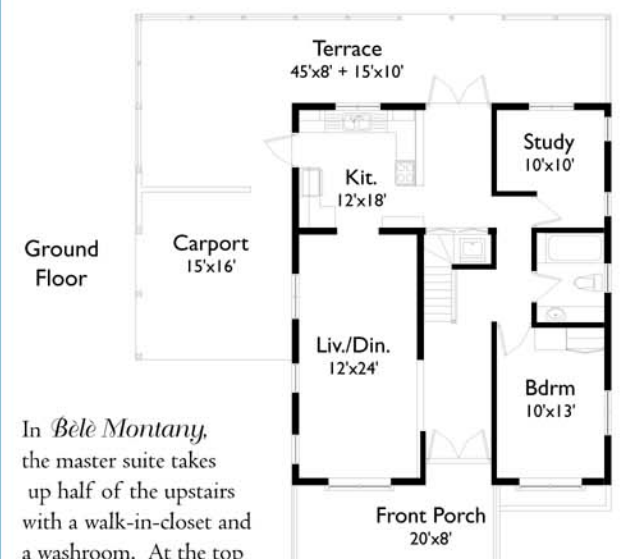 Terrace
45'x8' + 15'x10'
Study
10'x10'
Kit.
12'x18'
Ground
Floor
Carport
15'x16'
Liv./Din.
12'x24'
Bdrm
10'x13'
In Bèlè Montany,
the master suite takes
up half of the upstairs
with a walk-in-closet and
a washroom. At the top
Front Porch
20'x8'